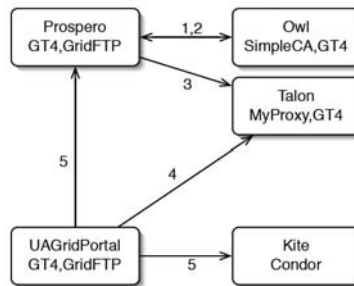 Prospero
GT4,GridFTP
1,2
Owl
SimpleCA,GT4
3
Talon
MyProxy,GT4
5
4
UAGridPortal
GT4,GridFTP
5
Kite
Condor